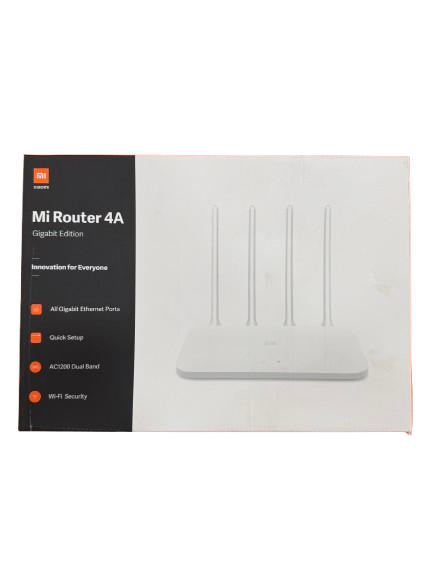 mi
XIAOMI
Mi Router 4A
Gigabit Edition
Innovation for Everyone
All Gigabit Ethernet Ports
Quick Setup
AC1200 Dual Band
Wi-Fi Security